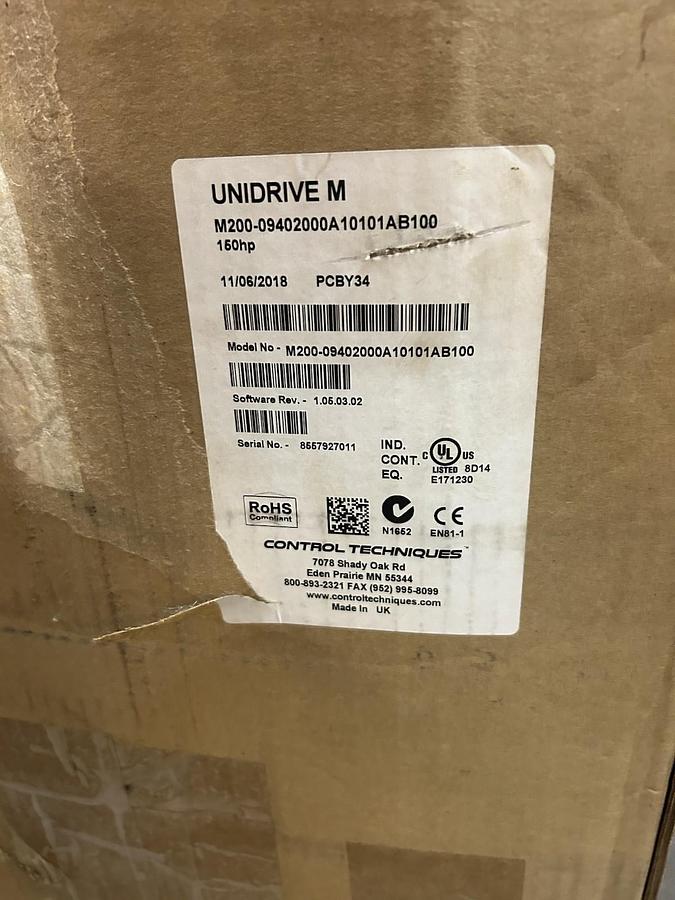 UNIDRIVE M
M200-09402000A10101AB100
150hp
11/06/2018 PCBY34
Model No - M200-09402000A10101AB100
Software Rev. - 1.05.03.02
Serial No. - 8557927011
IND.
CONT.
EQ.
C UL US
LISTED 8D14
E171230
RoHS
Compliant
N1652
CE
EN81-1
CONTROL TECHNIQUES™
7078 Shady Oak Rd
Eden Prairie MN 55344
800-893-2321 FAX (952) 995-8099
www.controltechniques.com
Made In UK